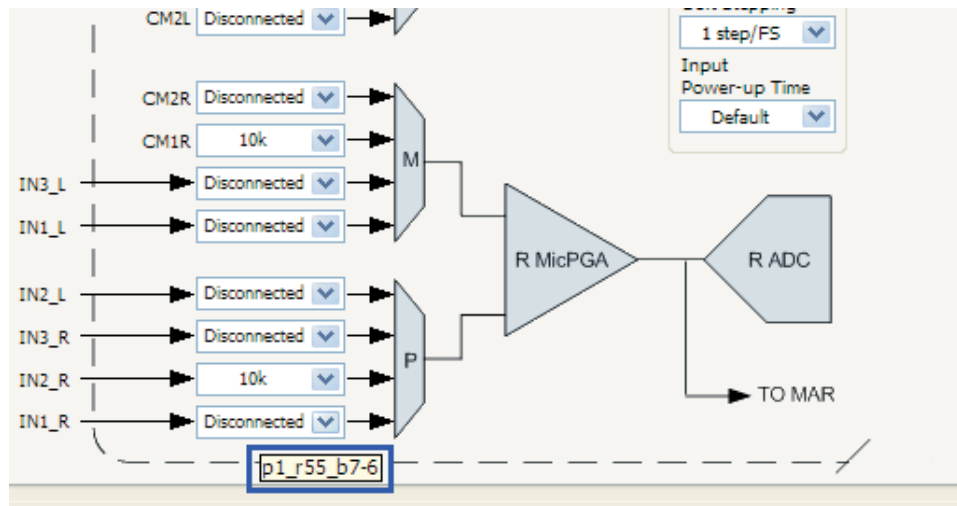 CM2L Disconnected
1 step/FS
Input
Power-up Time
Default
CM2R Disconnected
CM1R 10k
M
IN3_L Disconnected
IN1_L Disconnected
R MicPGA
R ADC
IN2_L Disconnected
IN3_R Disconnected
P
IN2_R 10k
TO MAR
IN1_R Disconnected
p1_r55_b7-6